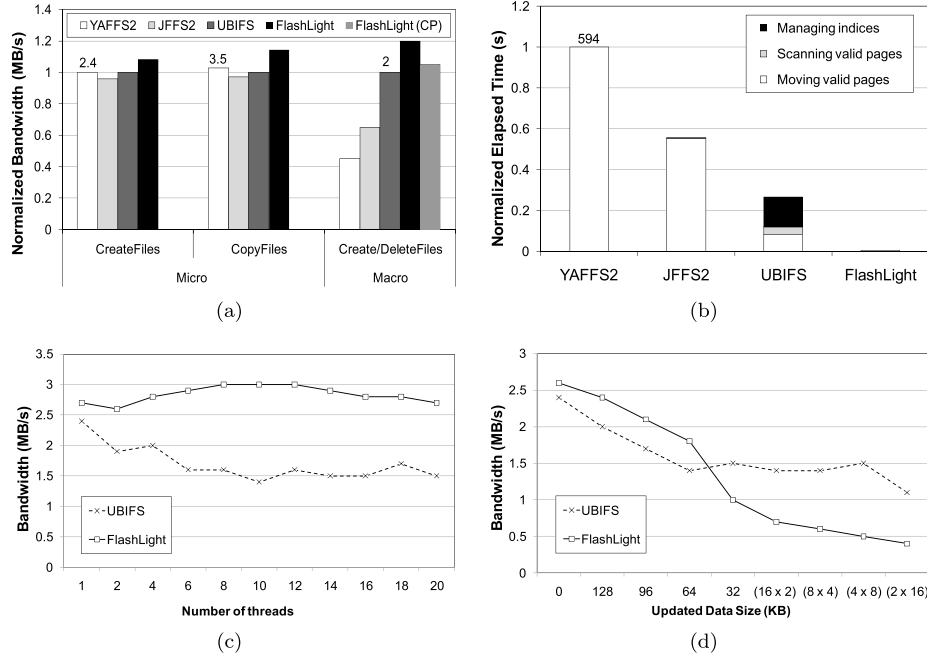 Normalized Bandwidth (MB/s)
1.4
1.2
1
0.8
0.6
0.4
0.2
0
YAFFS2 JFFS2 UBIFS FlashLight FlashLight (CP)
2.4
3.5
2
CreateFiles CopyFiles Create/DeleteFiles
Micro Macro
(a)
Normalized Elapsed Time (s)
1.2
1
0.8
0.6
0.4
0.2
0
594
Managing indices
Scanning valid pages
Moving valid pages
YAFFS2 JFFS2 UBIFS FlashLight
(b)
Bandwidth (MB/s)
3.5
3
2.5
2
1.5
1
0.5
0
UBIFS
FlashLight
1 2 4 6 8 10 12 14 16 18 20
Number of threads
(c)
Bandwidth (MB/s)
3
2.5
2
1.5
1
0.5
0
UBIFS
FlashLight
0 128 96 64 32 (16 x 2) (8 x 4) (4 x 8) (2 x 16)
Updated Data Size (KB)
(d)